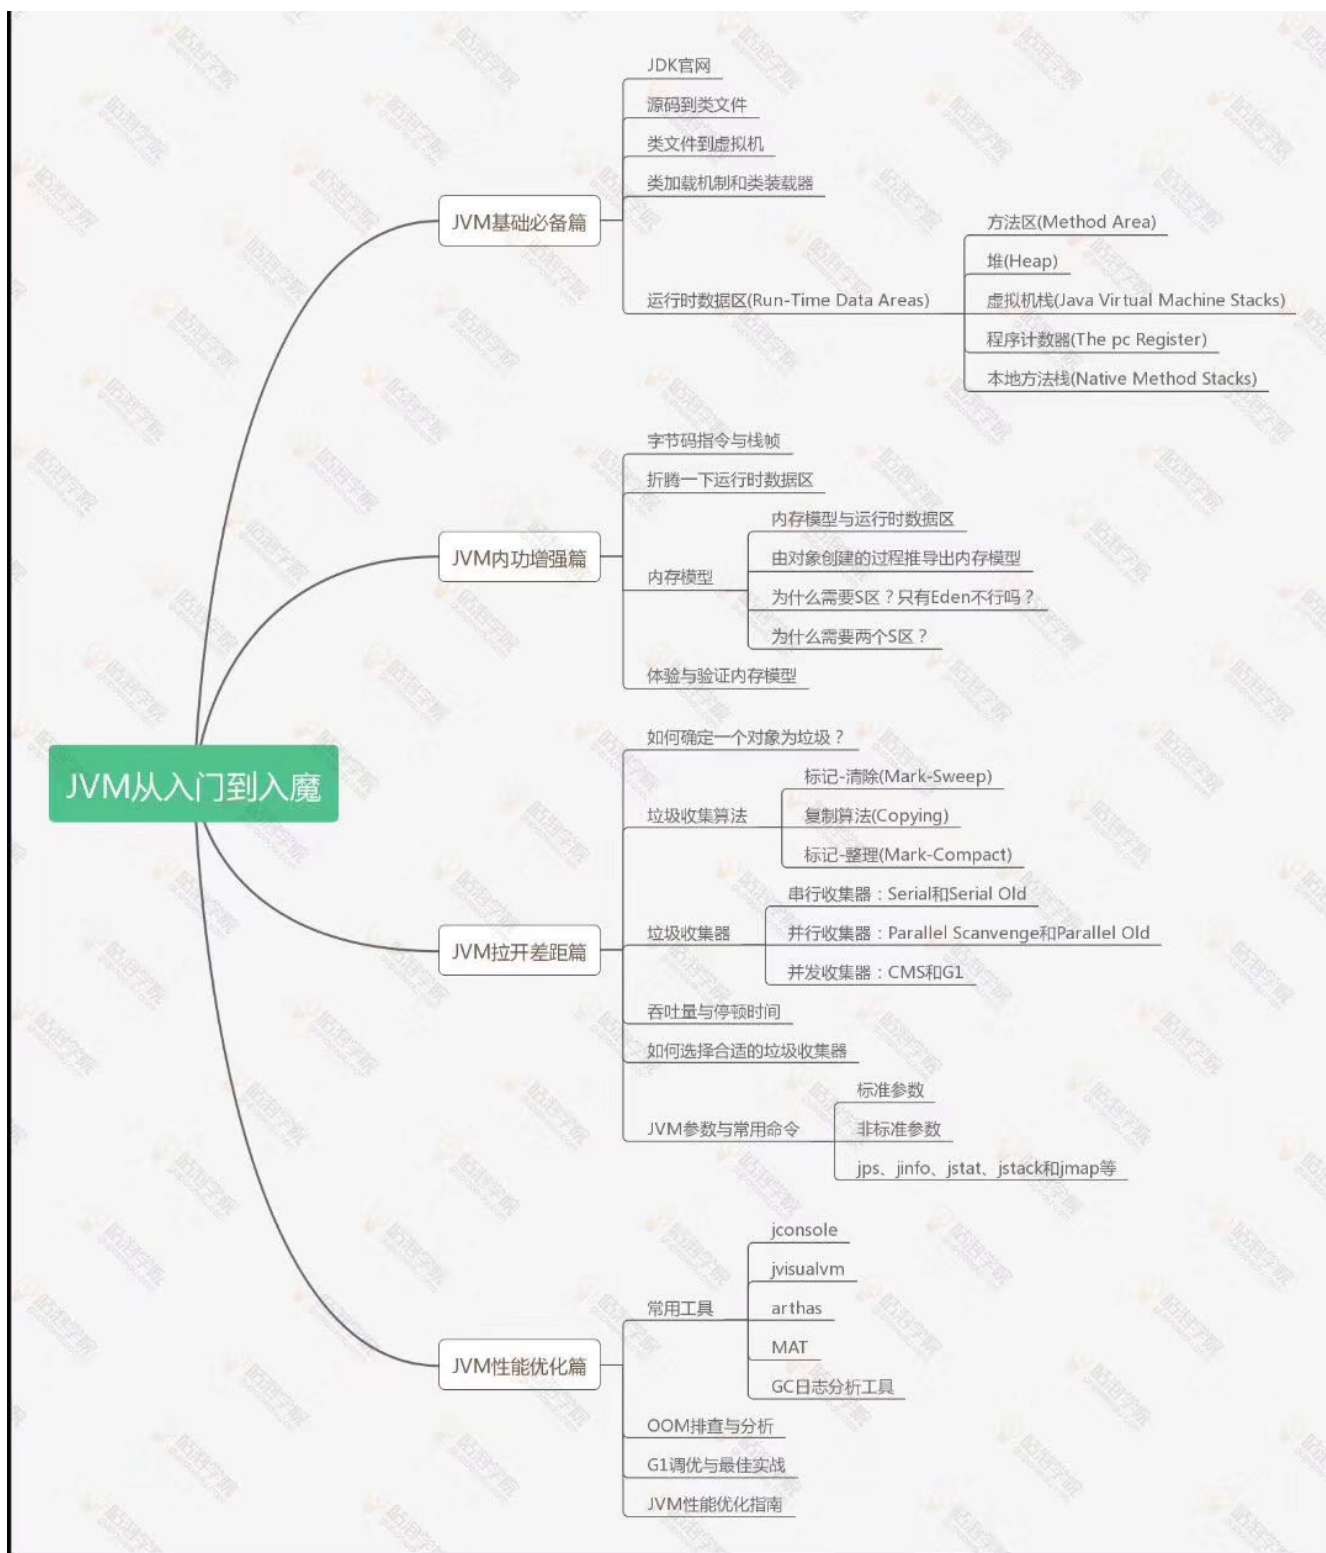 JVM从入门到入魔
JVM基础必备篇
JDK官网
源码到类文件
类文件到虚拟机
类加载机制和类装载器
运行时数据区(Run-Time Data Areas)
方法区(Method Area)
堆(Heap)
虚拟机栈(Java Virtual Machine Stacks)
程序计数器(The pc Register)
本地方法栈(Native Method Stacks)
JVM内功增强篇
字节码指令与栈帧
折腾一下运行时数据区
内存模型
内存模型与运行时数据区
由对象创建的过程推导出内存模型
为什么需要S区？只有Eden不行吗？
为什么需要两个S区？
体验与验证内存模型
JVM拉开差距篇
如何确定一个对象为垃圾？
垃圾收集算法
标记-清除(Mark-Sweep)
复制算法(Copying)
标记-整理(Mark-Compact)
垃圾收集器
串行收集器：Serial和Serial Old
并行收集器：Parallel Scanvenge和Parallel Old
并发收集器：CMS和G1
吞吐量与停顿时间
如何选择合适的垃圾收集器
JVM参数与常用命令
标准参数
非标准参数
jps、jinfo、jstat、jstack和jmap等
JVM性能优化篇
常用工具
jconsole
jvisualvm
arthas
MAT
GC日志分析工具
OOM排查与分析
G1调优与最佳实战
JVM性能优化指南